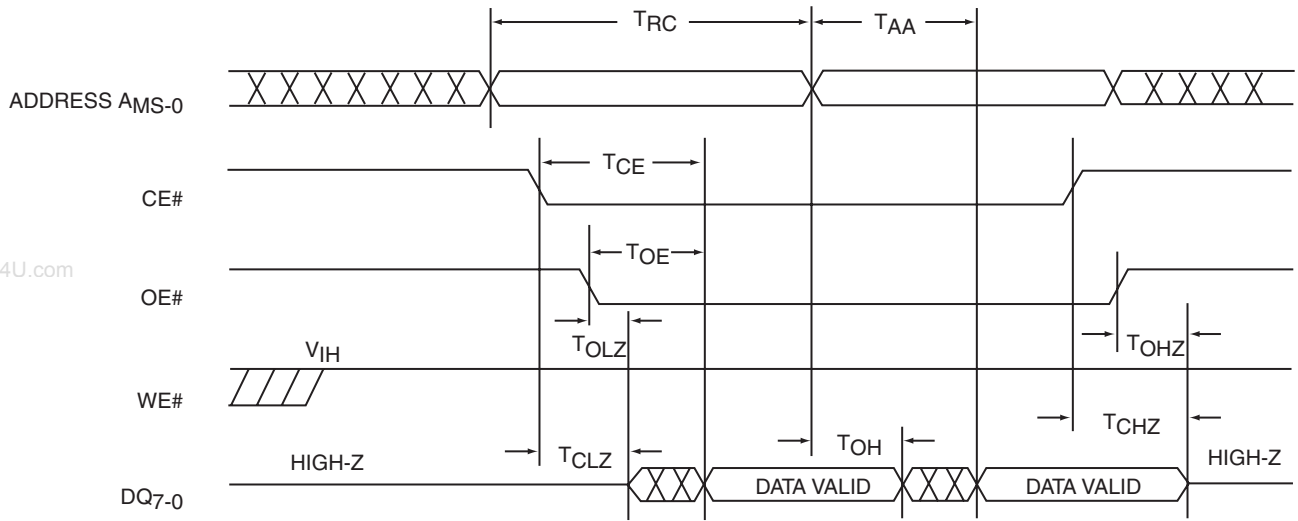 TRC
TAA
ADDRESS AMS-0
TCE
CE#
4U.com
TOE
OE#
TOLZ
TOHZ
VIH
WE#
TCHZ
TCLZ
TOH
HIGH-Z
HIGH-Z
DQ7-0
DATA VALID
DATA VALID